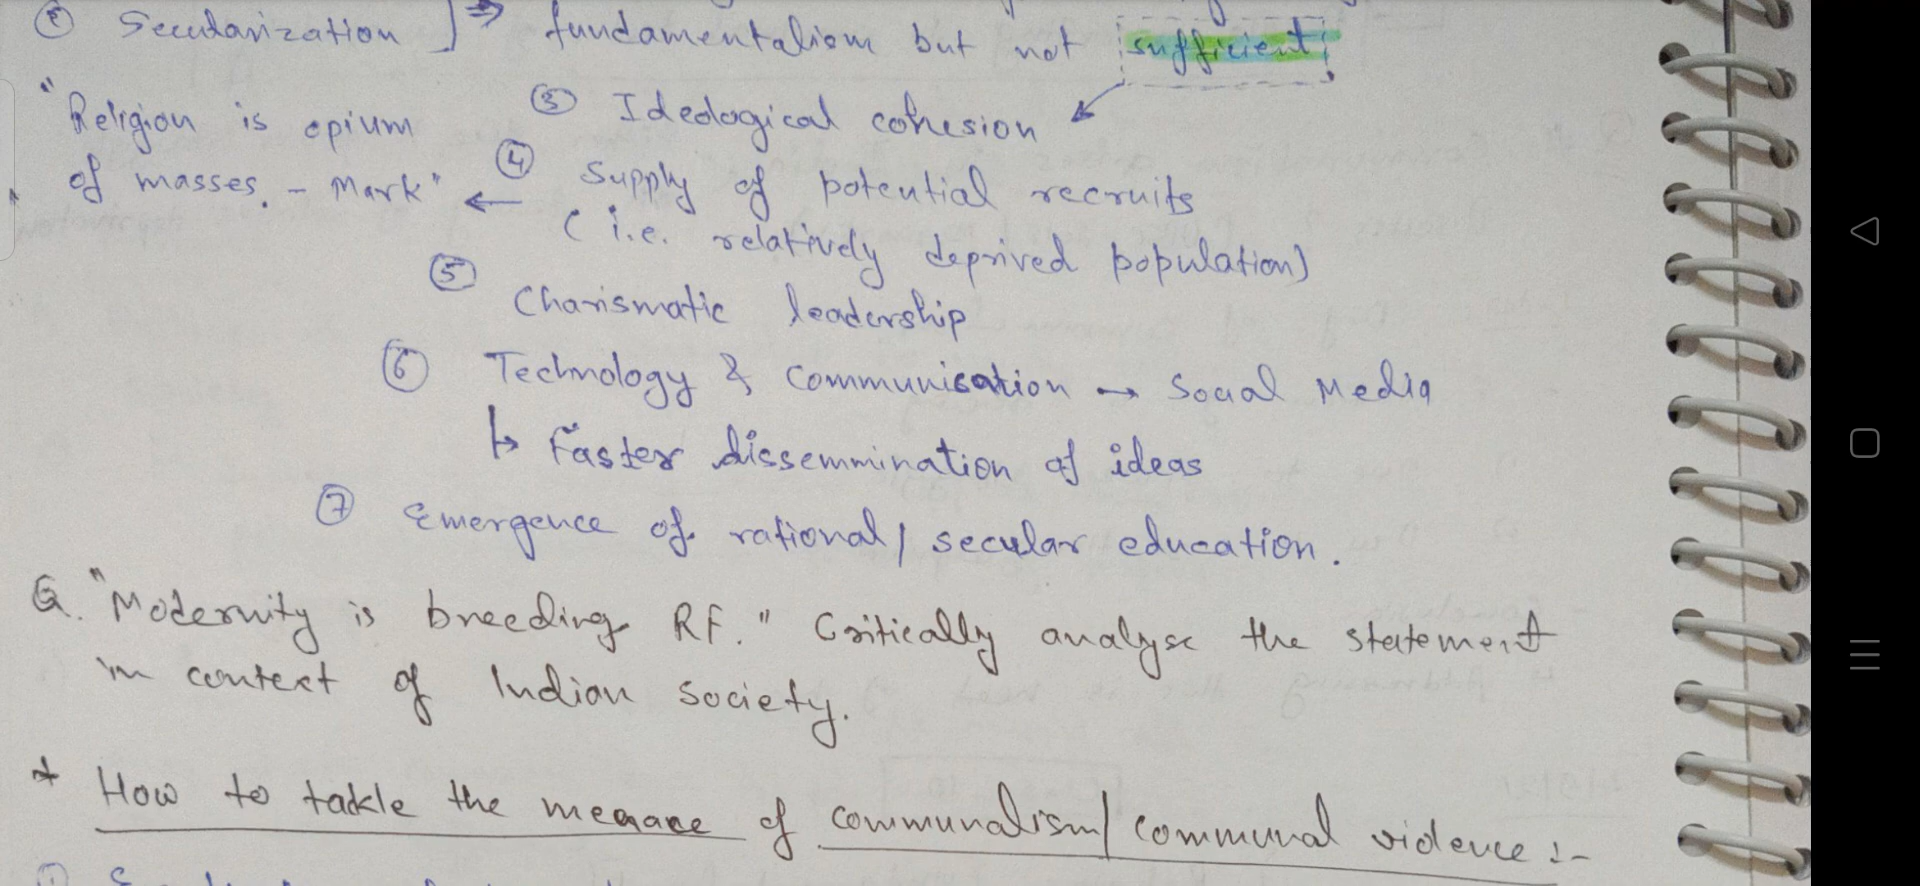 ② Secularization ] ⇒ fundamentalism but not sufficient
③ Ideological cohesion
"Religion is opium
of masses. - Mark"
④ Supply of potential recruits
( i.e. relatively deprived population)
⑤ Charismatic leadership
⑥ Technology & Communication → Social Media
↳ Faster dissemmination of ideas
⑦ Emergence of rational / secular education.
Q. "Modernity is breeding RF." Critically analyse the statement
in context of Indian society.
* How to takle the menace of communalism / communal violence :-